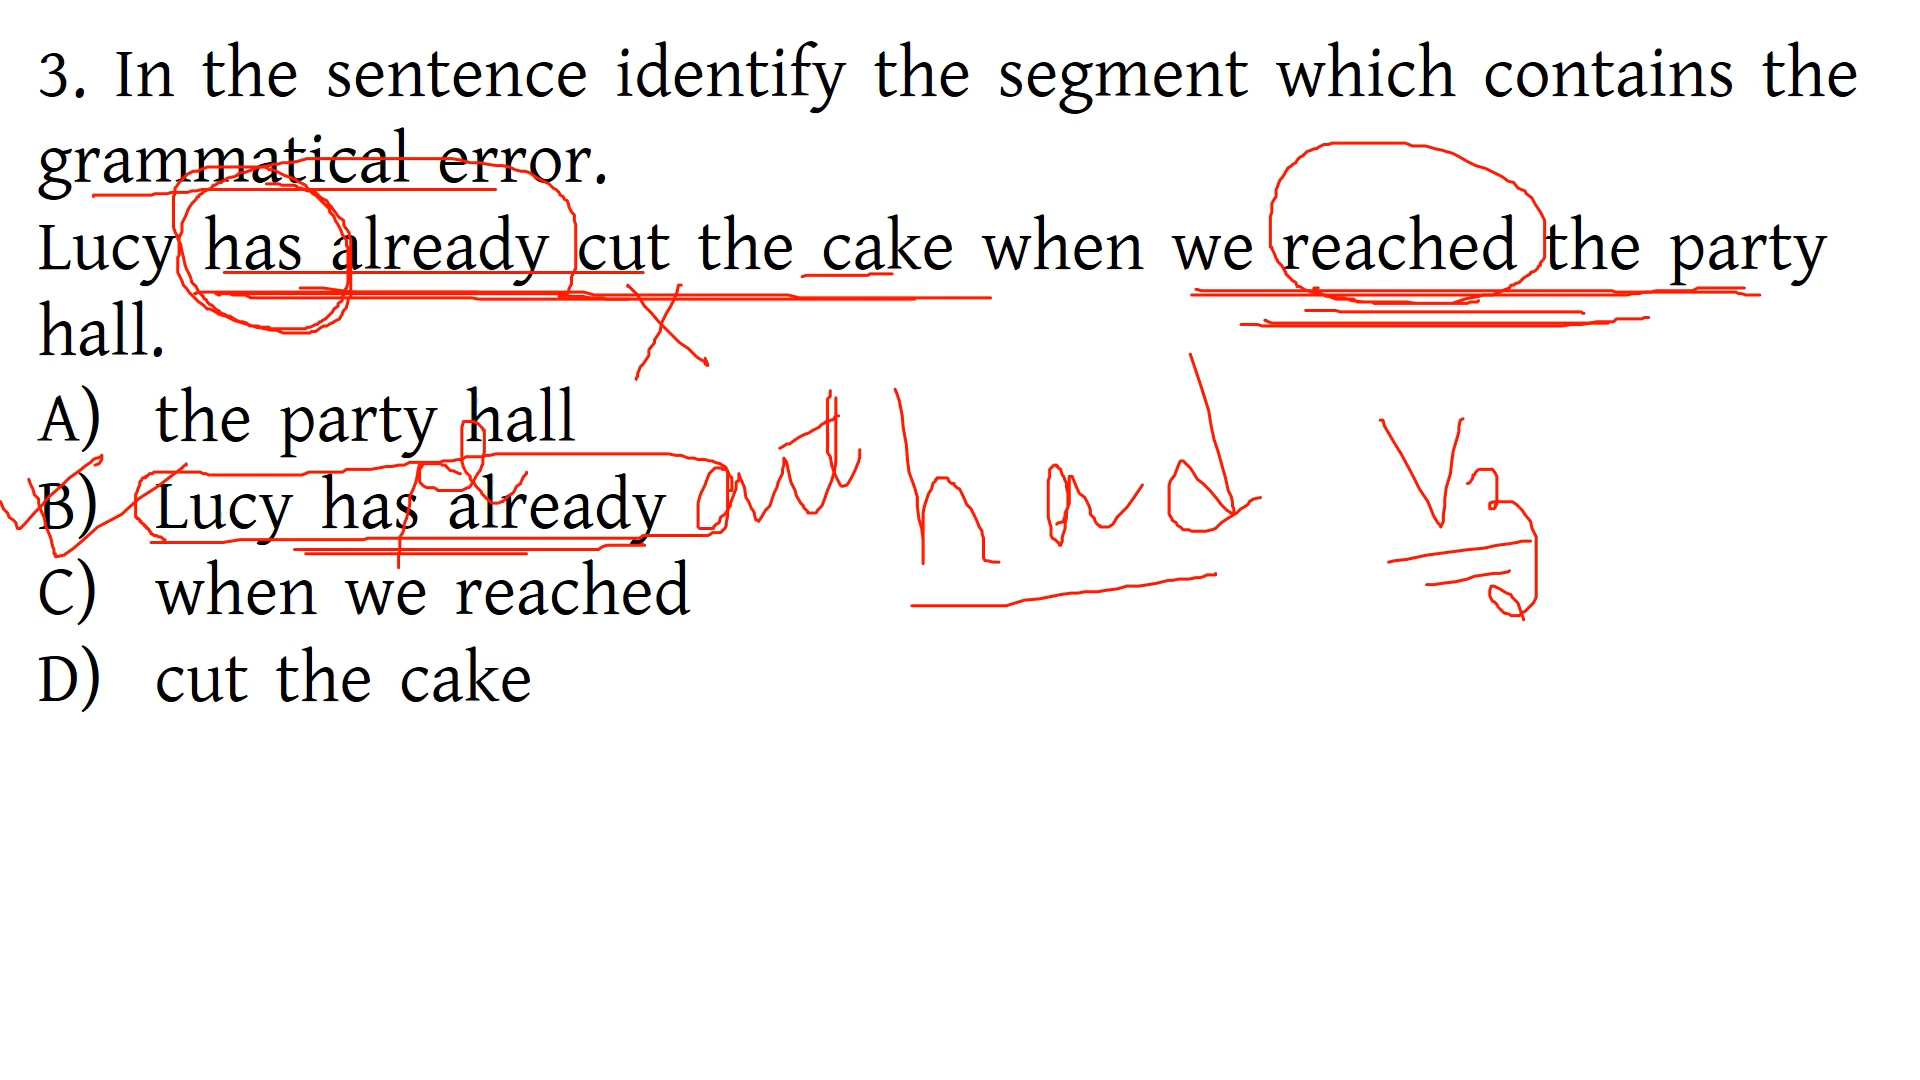 3. In the sentence identify the segment which contains the
grammatical error.
Lucy has already cut the cake when we reached the party
hall.
A) the party hall
B) Lucy has already
C) when we reached
D) cut the cake
had
V3